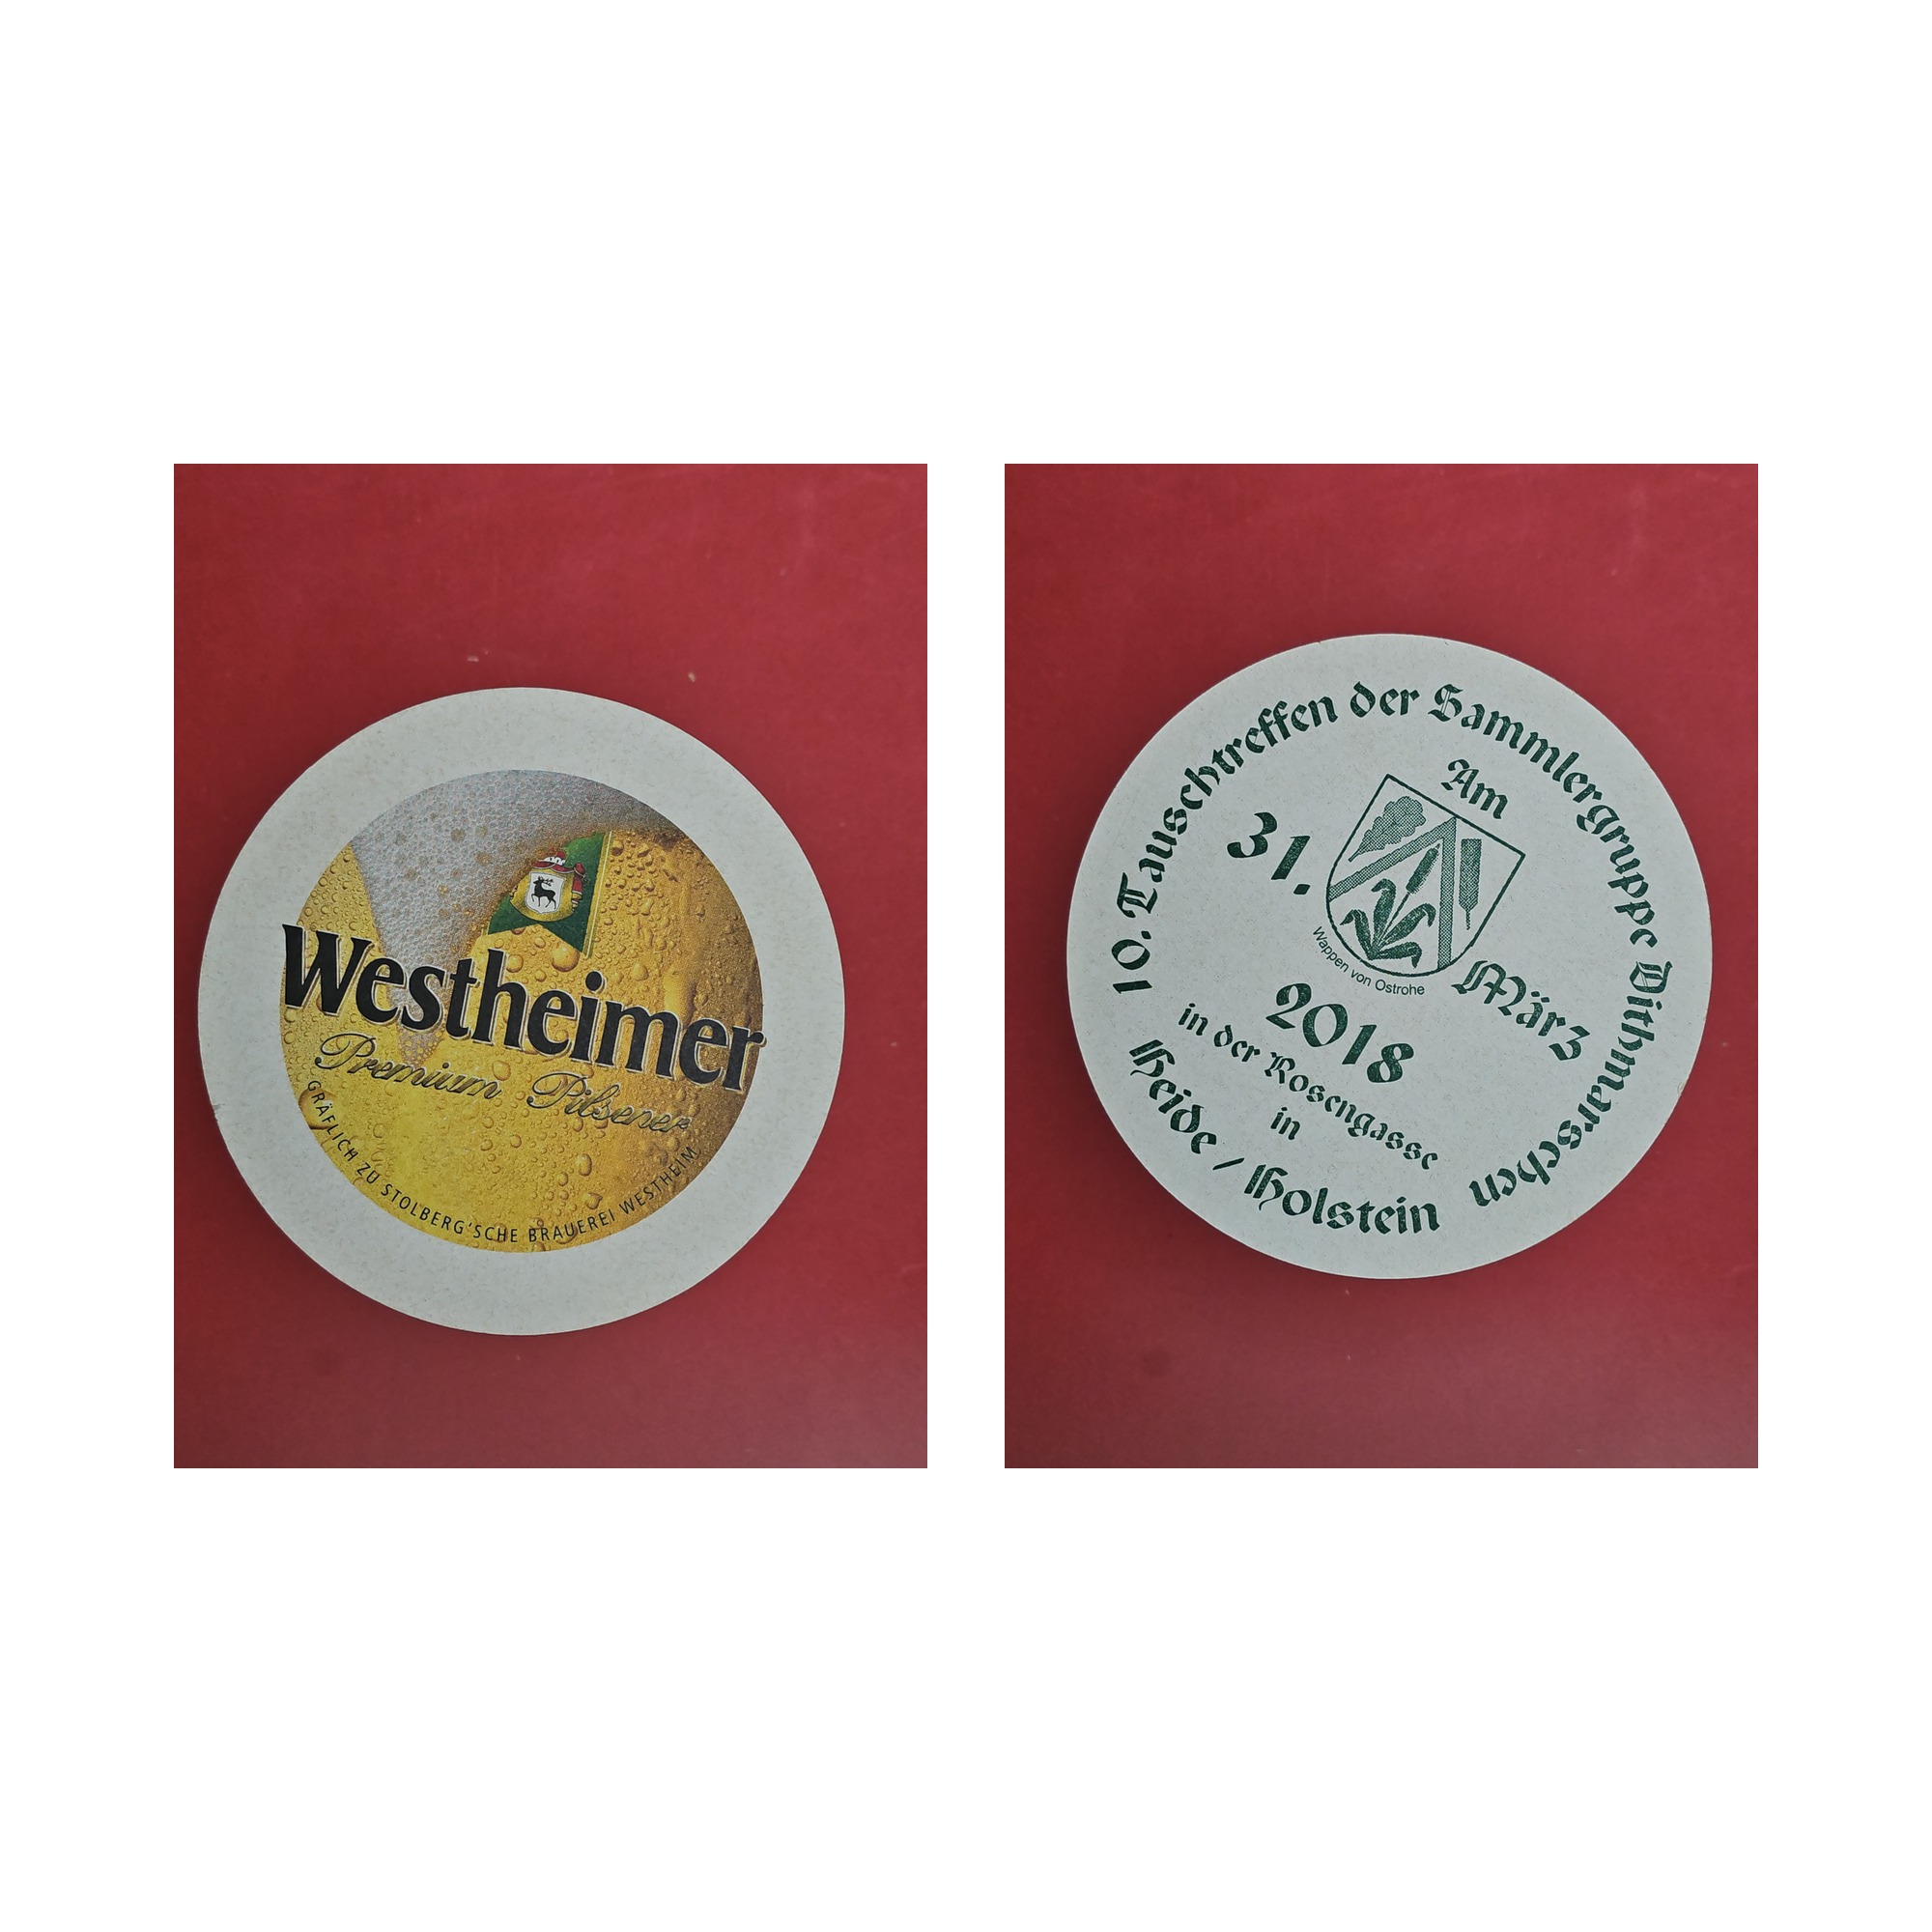 Westheimer
Premium Pilsener
GRÄFLICH ZU STOLBERG'SCHE BRAUEREI WESTHEIM
10. Tauschtreffen der Sammlergruppe Dithmarschen
Am
31.
März
Wappen von Ostrohe
2018
in der Rosengasse
in
Heide / Holstein